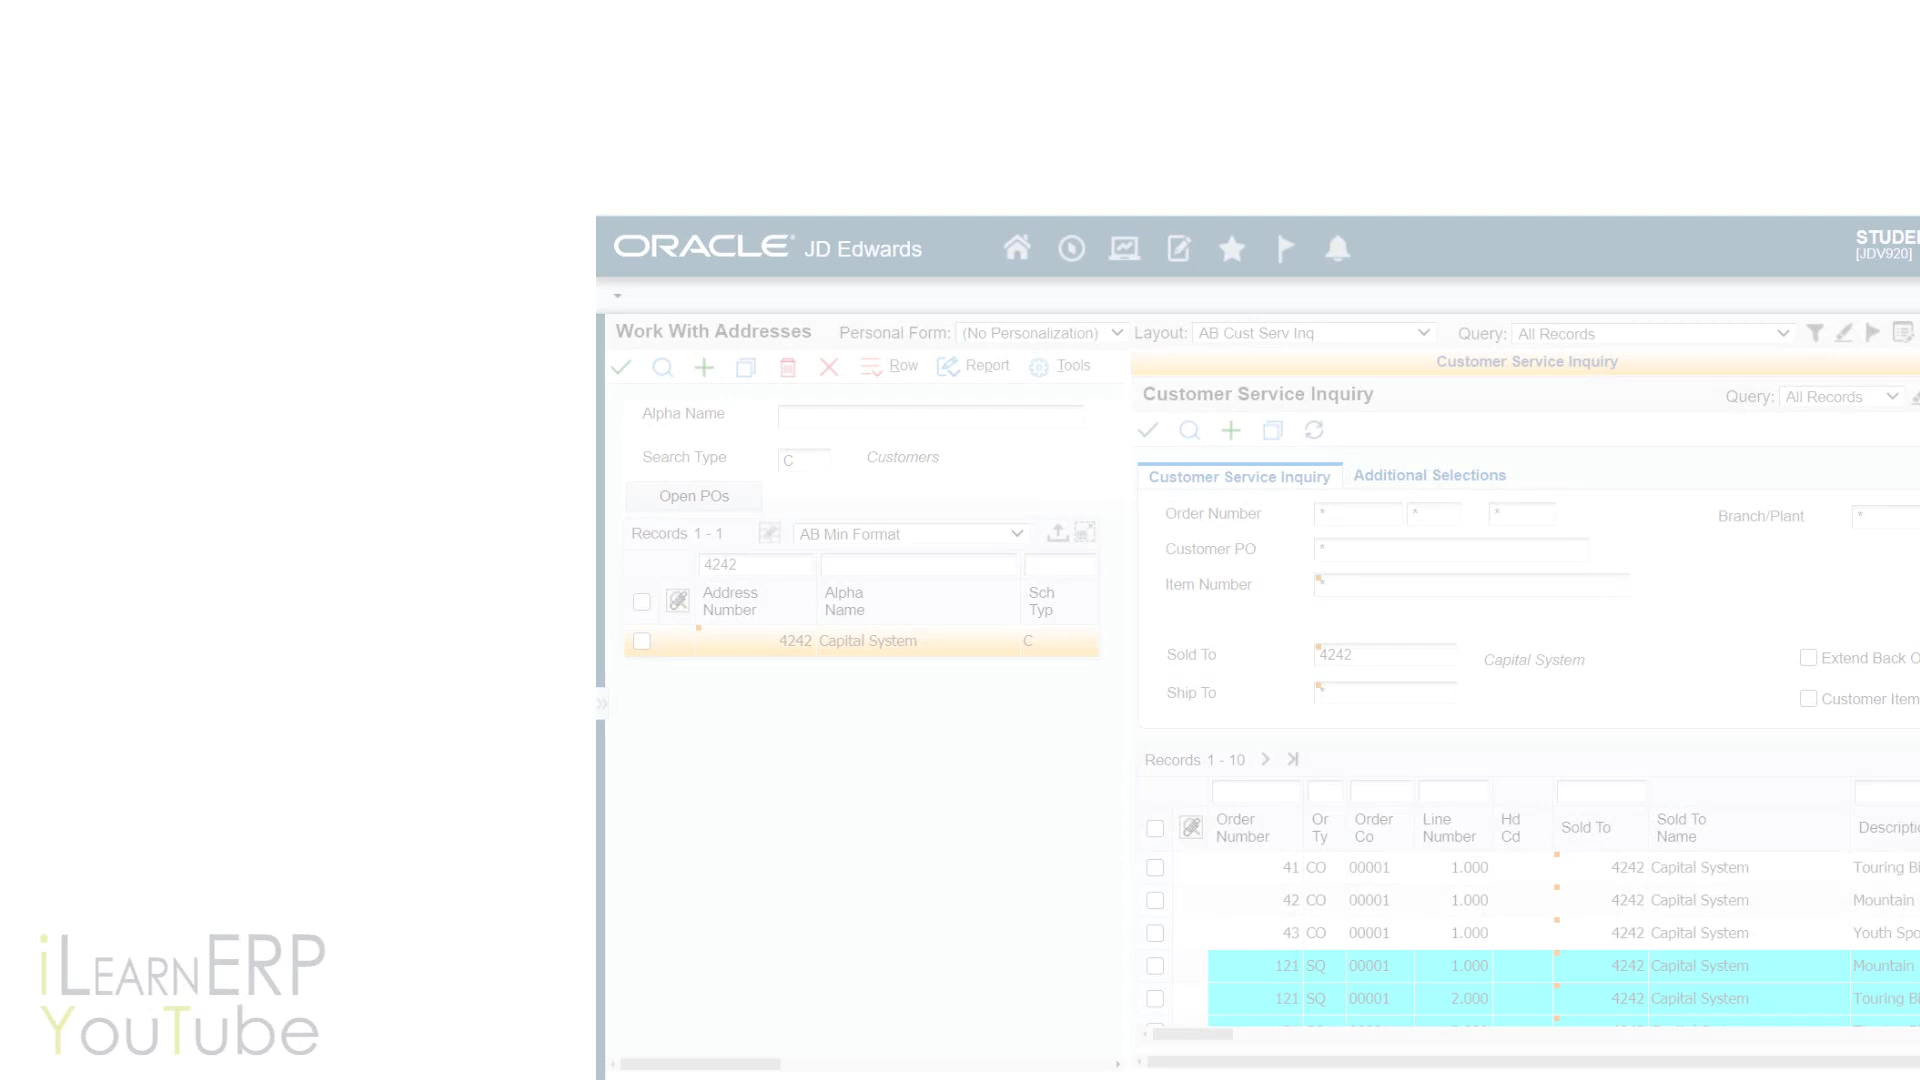 ORACLE JD Edwards
STUDE
[JDV920]
Work With Addresses Personal Form: (No Personalization) Layout: AB Cust Serv Inq Query: All Records
Row Report Tools
Customer Service Inquiry
Alpha Name
Search Type C Customers
Open POs
Records 1 - 1 AB Min Format
4242
Address Number Alpha Name Sch Typ
4242 Capital System C
Customer Service Inquiry Query: All Records
Customer Service Inquiry Additional Selections
Order Number * * * Branch/Plant *
Customer PO *
Item Number *
Sold To 4242 Capital System Extend Back O
Ship To * Customer Item
Records 1 - 10
Order Number Or Ty Order Co Line Number Hd Cd Sold To Sold To Name Descriptio
41 CO 00001 1.000 4242 Capital System Touring Bi
42 CO 00001 1.000 4242 Capital System Mountain
43 CO 00001 1.000 4242 Capital System Youth Spo
121 SQ 00001 1.000 4242 Capital System Mountain
121 SQ 00001 2.000 4242 Capital System Touring Bi
iLearnERP
YouTube